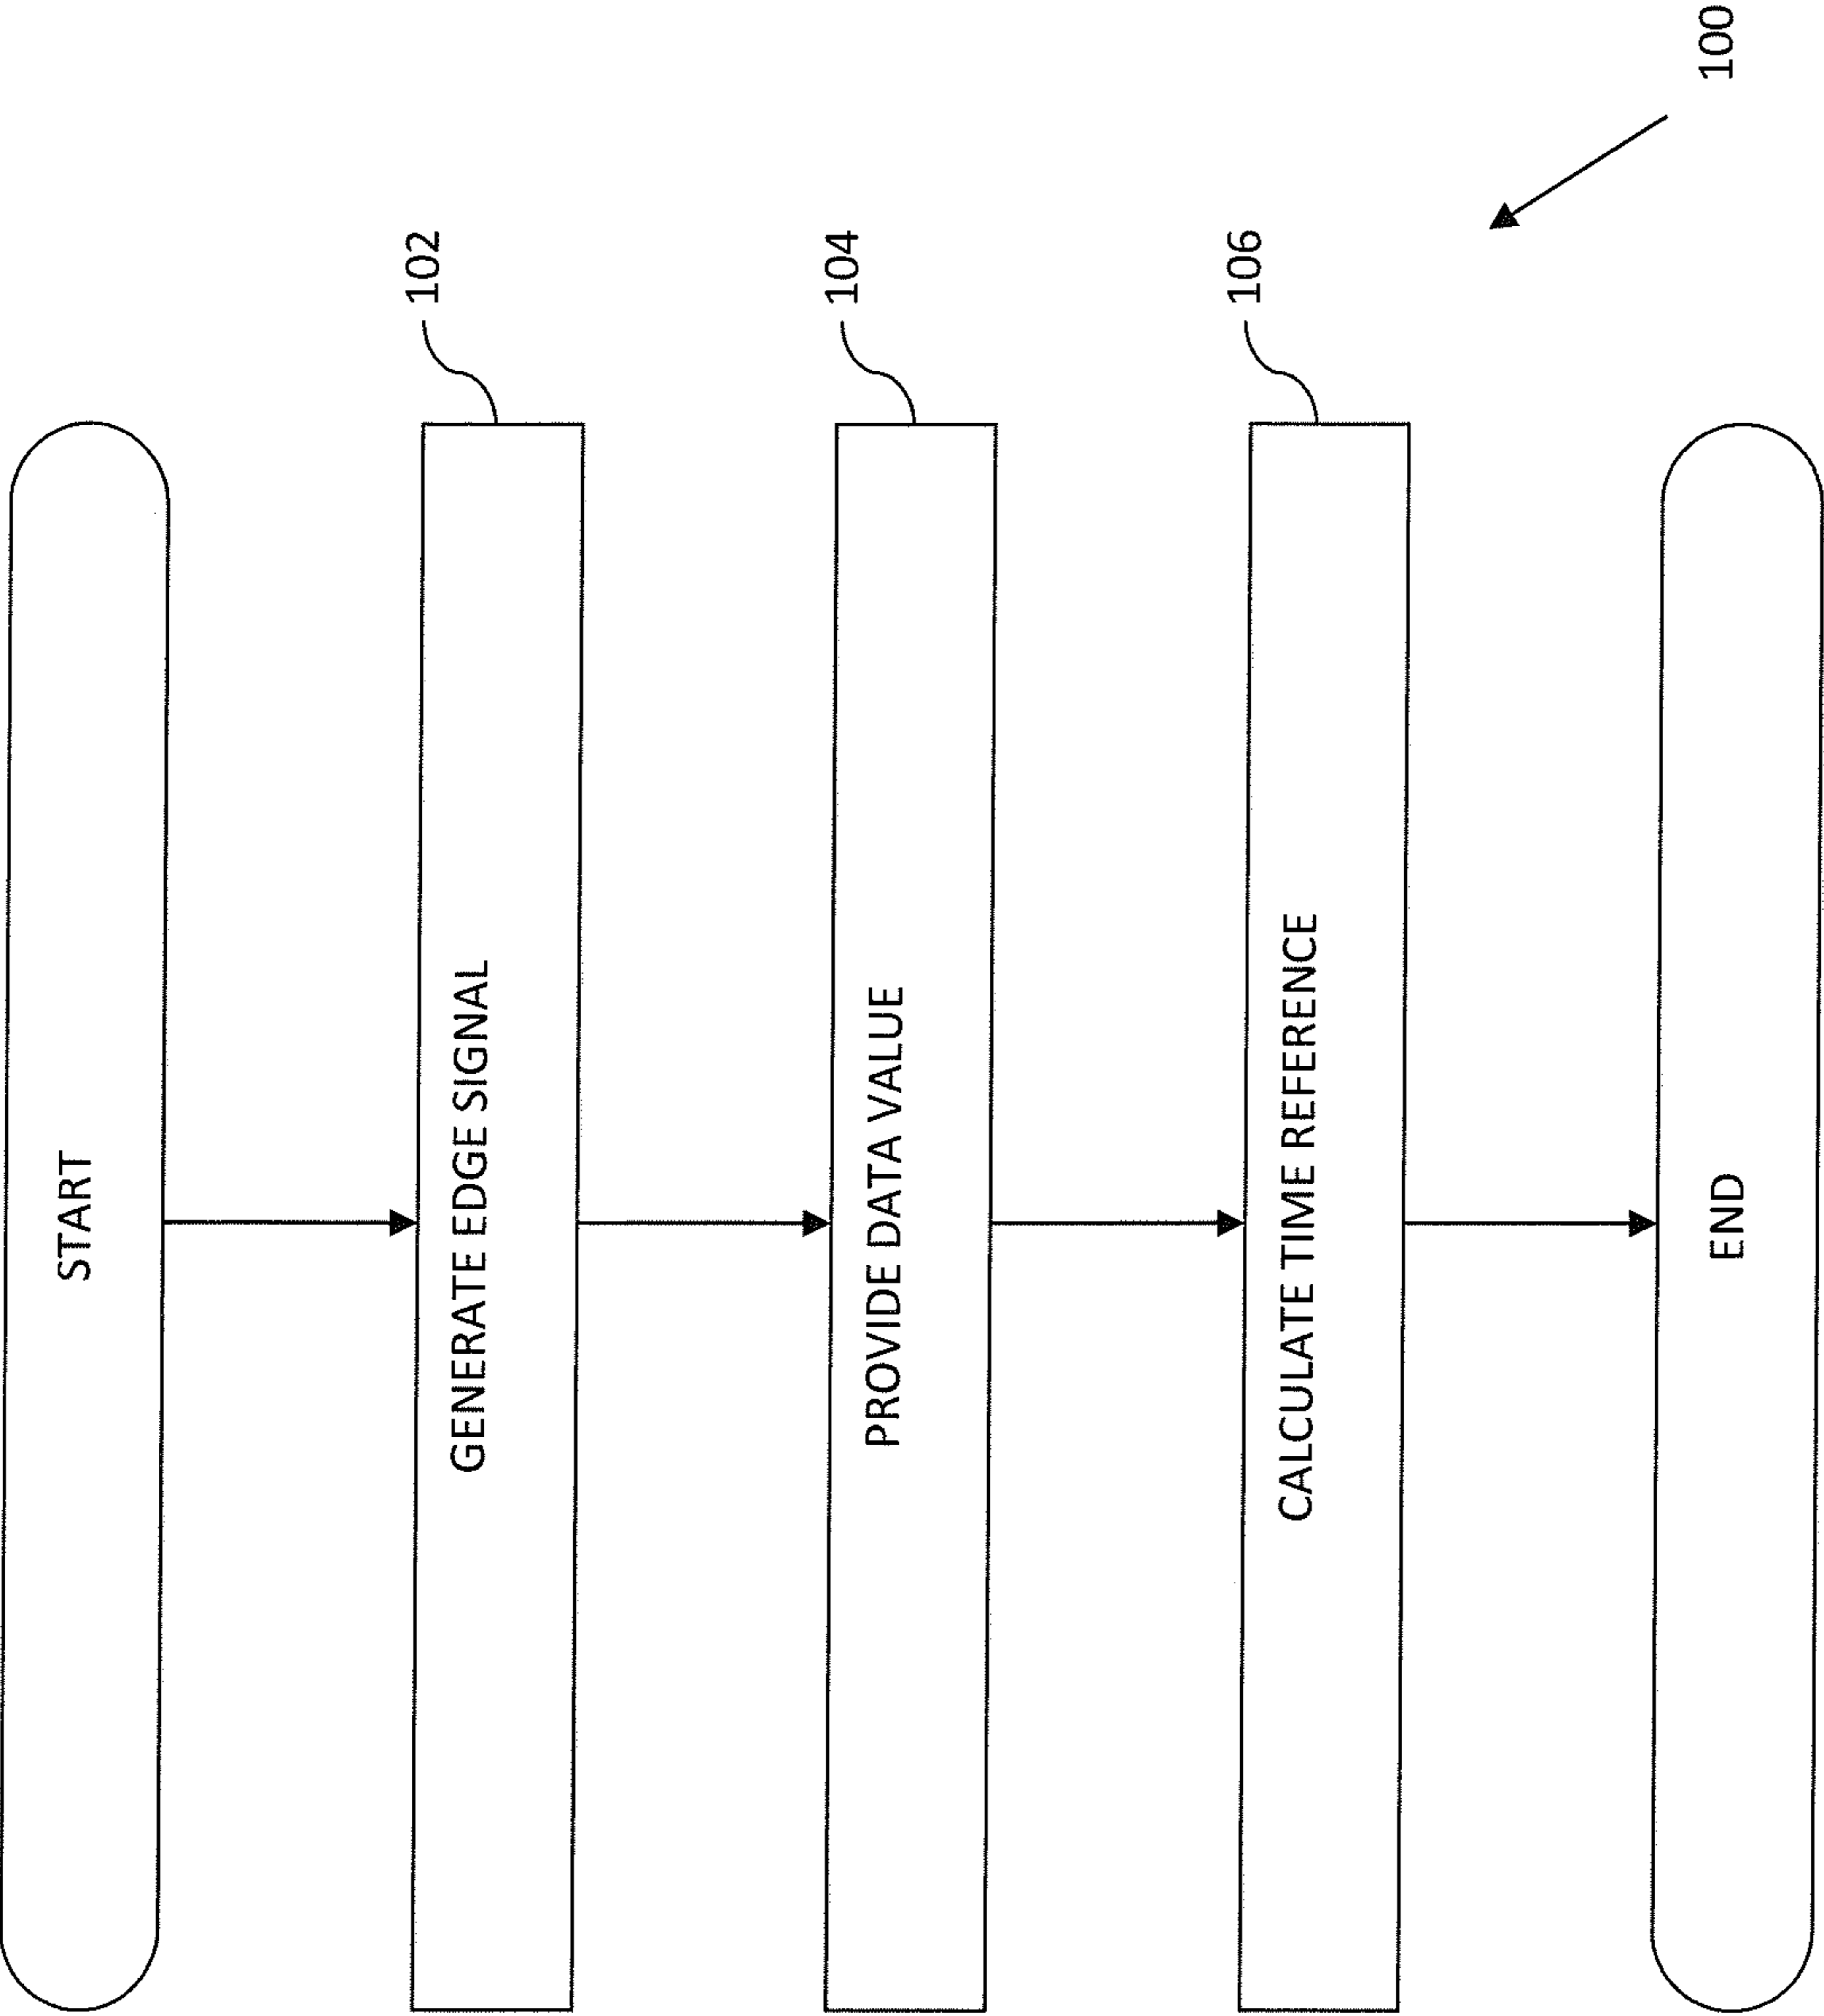 START
102
GENERATE EDGE SIGNAL
104
PROVIDE DATA VALUE
106
CALCULATE TIME REFERENCE
END
100